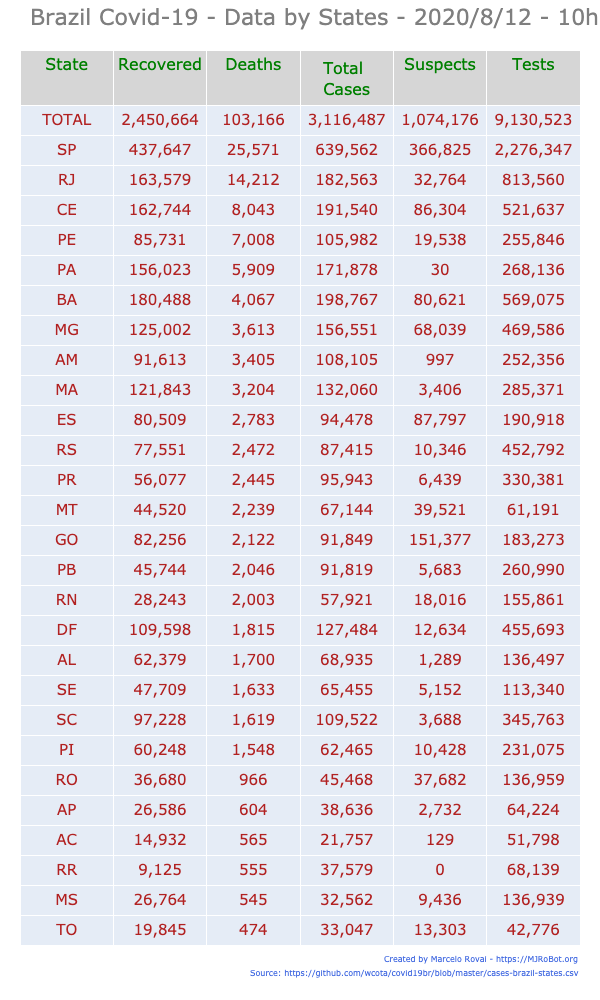 Brazil Covid-19 - Data by States - 2020/8/12 - 10h
State Recovered Deaths Total Cases Suspects Tests
TOTAL 2,450,664 103,166 3,116,487 1,074,176 9,130,523
SP 437,647 25,571 639,562 366,825 2,276,347
RJ 163,579 14,212 182,563 32,764 813,560
CE 162,744 8,043 191,540 86,304 521,637
PE 85,731 7,008 105,982 19,538 255,846
PA 156,023 5,909 171,878 30 268,136
BA 180,488 4,067 198,767 80,621 569,075
MG 125,002 3,613 156,551 68,039 469,586
AM 91,613 3,405 108,105 997 252,356
MA 121,843 3,204 132,060 3,406 285,371
ES 80,509 2,783 94,478 87,797 190,918
RS 77,551 2,472 87,415 10,346 452,792
PR 56,077 2,445 95,943 6,439 330,381
MT 44,520 2,239 67,144 39,521 61,191
GO 82,256 2,122 91,849 151,377 183,273
PB 45,744 2,046 91,819 5,683 260,990
RN 28,243 2,003 57,921 18,016 155,861
DF 109,598 1,815 127,484 12,634 455,693
AL 62,379 1,700 68,935 1,289 136,497
SE 47,709 1,633 65,455 5,152 113,340
SC 97,228 1,619 109,522 3,688 345,763
PI 60,248 1,548 62,465 10,428 231,075
RO 36,680 966 45,468 37,682 136,959
AP 26,586 604 38,636 2,732 64,224
AC 14,932 565 21,757 129 51,798
RR 9,125 555 37,579 0 68,139
MS 26,764 545 32,562 9,436 136,939
TO 19,845 474 33,047 13,303 42,776
Created by Marcelo Rovai - https://MJRoBot.org
Source: https://github.com/wcota/covid19br/blob/master/cases-brazil-states.csv